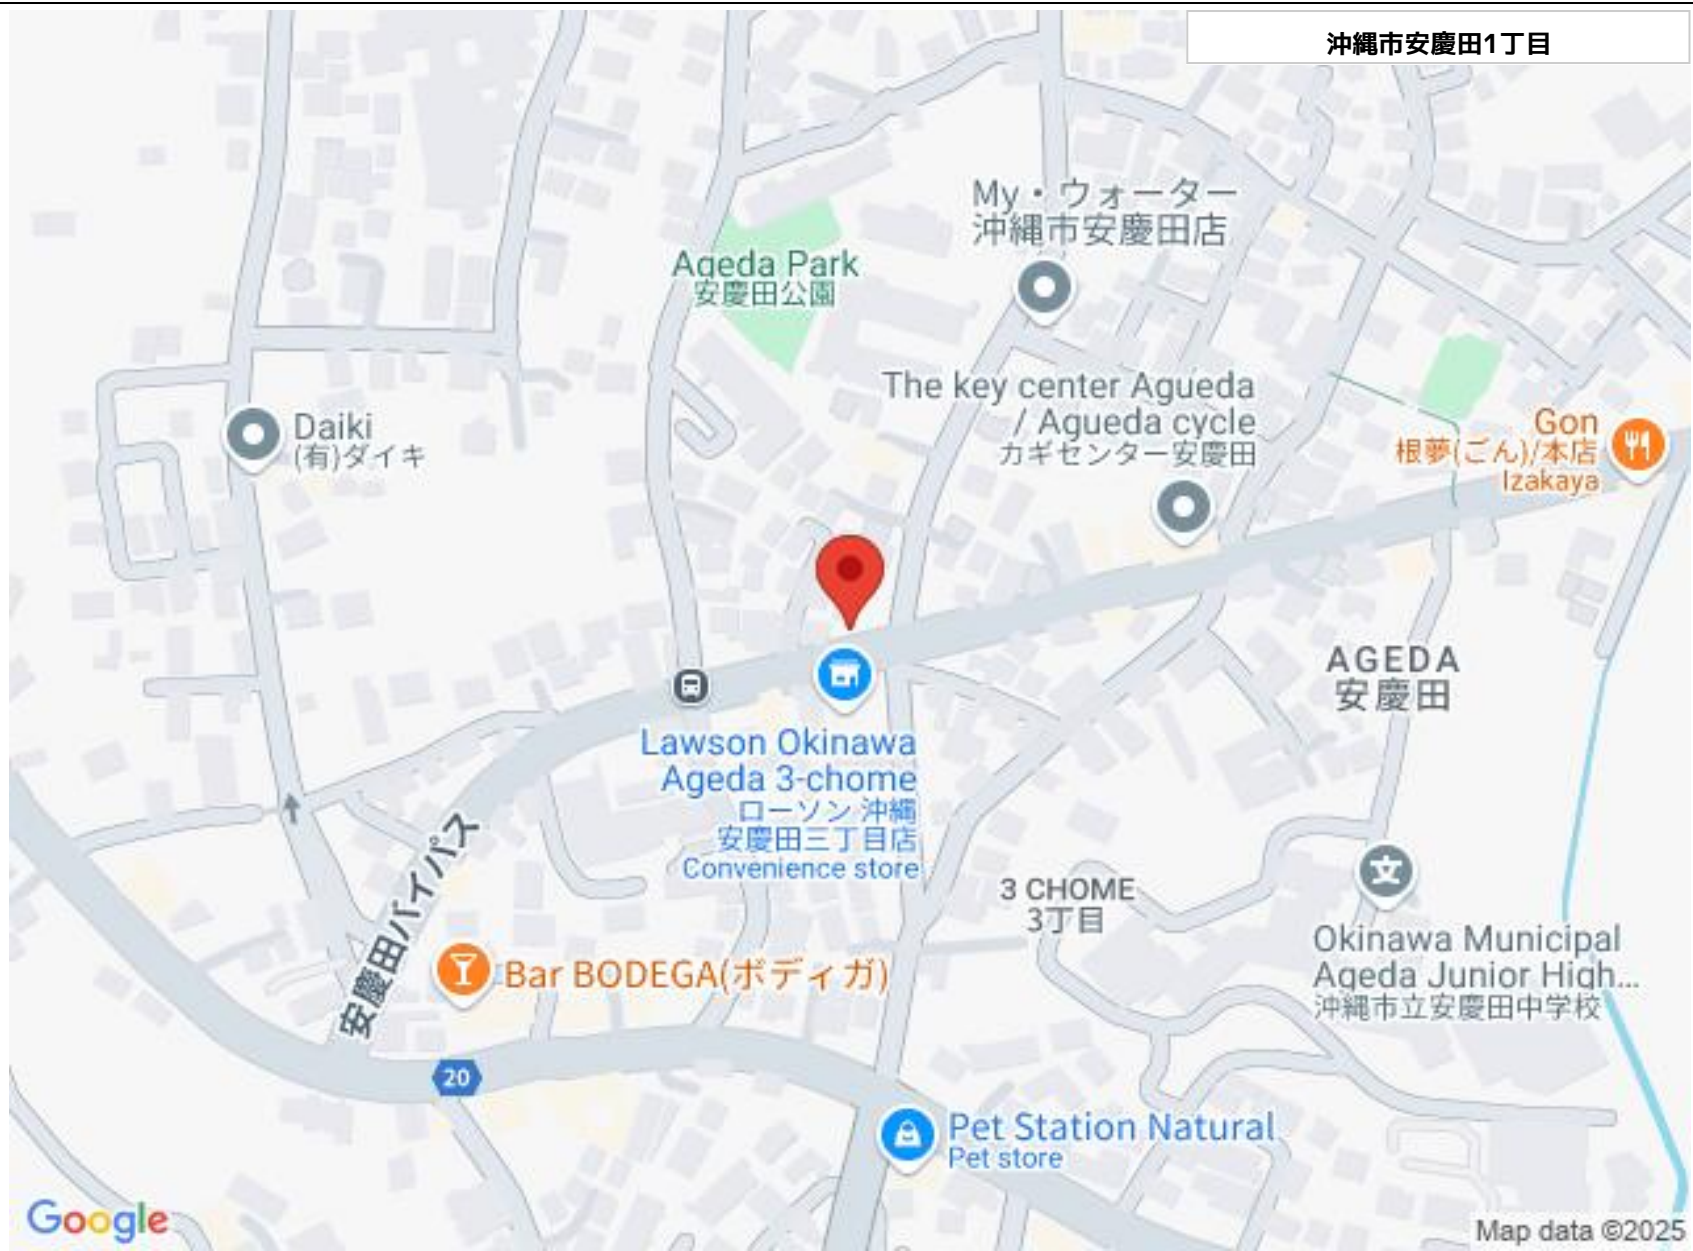 沖縄市安慶田1丁目
My・ウォーター
沖縄市安慶田店
Ageda Park
安慶田公園
The key center Agueda
/ Agueda cycle
カギセンター安慶田
Daiki
(有)ダイキ
Gon
根夢(ごん)/本店
Izakaya
AGEDA
安慶田
Lawson Okinawa
Ageda 3-chome
ローソン 沖縄
安慶田三丁目店
Convenience store
安慶田バイパス
3 CHOME
3丁目
文
Okinawa Municipal
Ageda Junior High...
沖縄市立安慶田中学校
Bar BODEGA(ボディガ)
20
Pet Station Natural
Pet store
Google
Map data ©2025